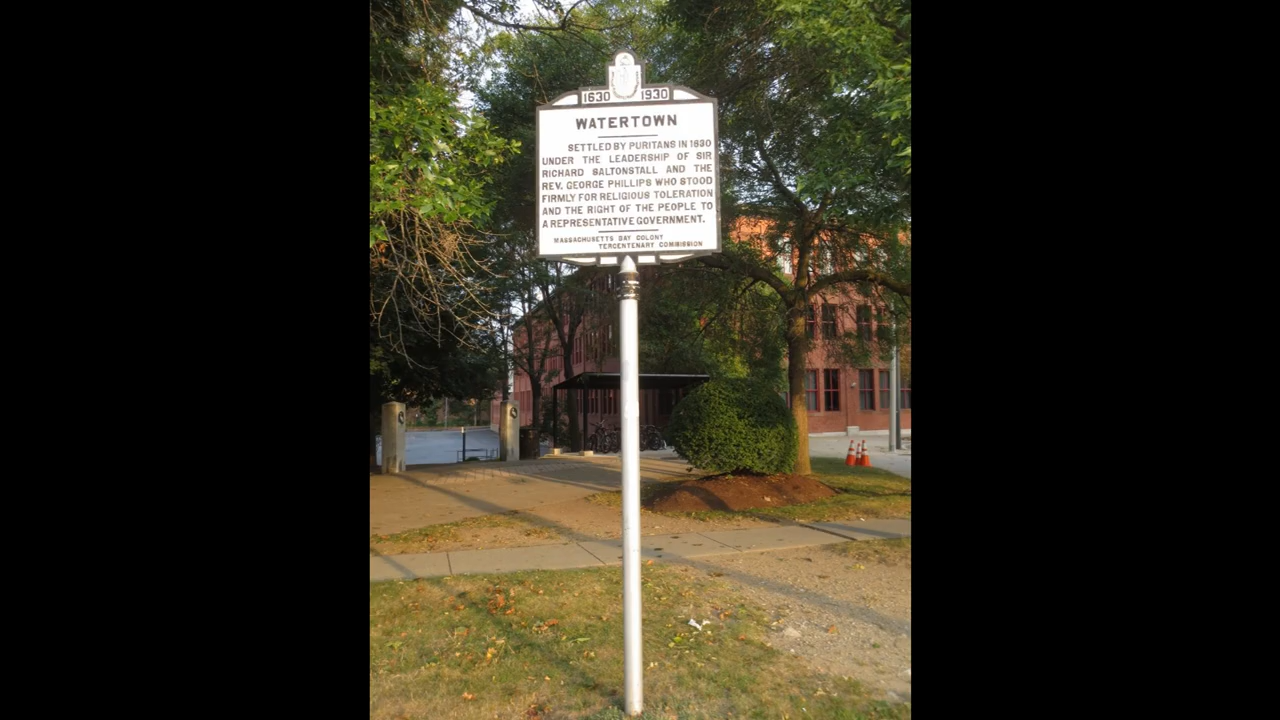 1630 1930
WATERTOWN
SETTLED BY PURITANS IN 1630
UNDER THE LEADERSHIP OF SIR
RICHARD SALTONSTALL AND THE
REV. GEORGE PHILLIPS WHO STOOD
FIRMLY FOR RELIGIOUS TOLERATION
AND THE RIGHT OF THE PEOPLE TO
A REPRESENTATIVE GOVERNMENT.
MASSACHUSETTS BAY COLONY
TERCENTENARY COMMISSION